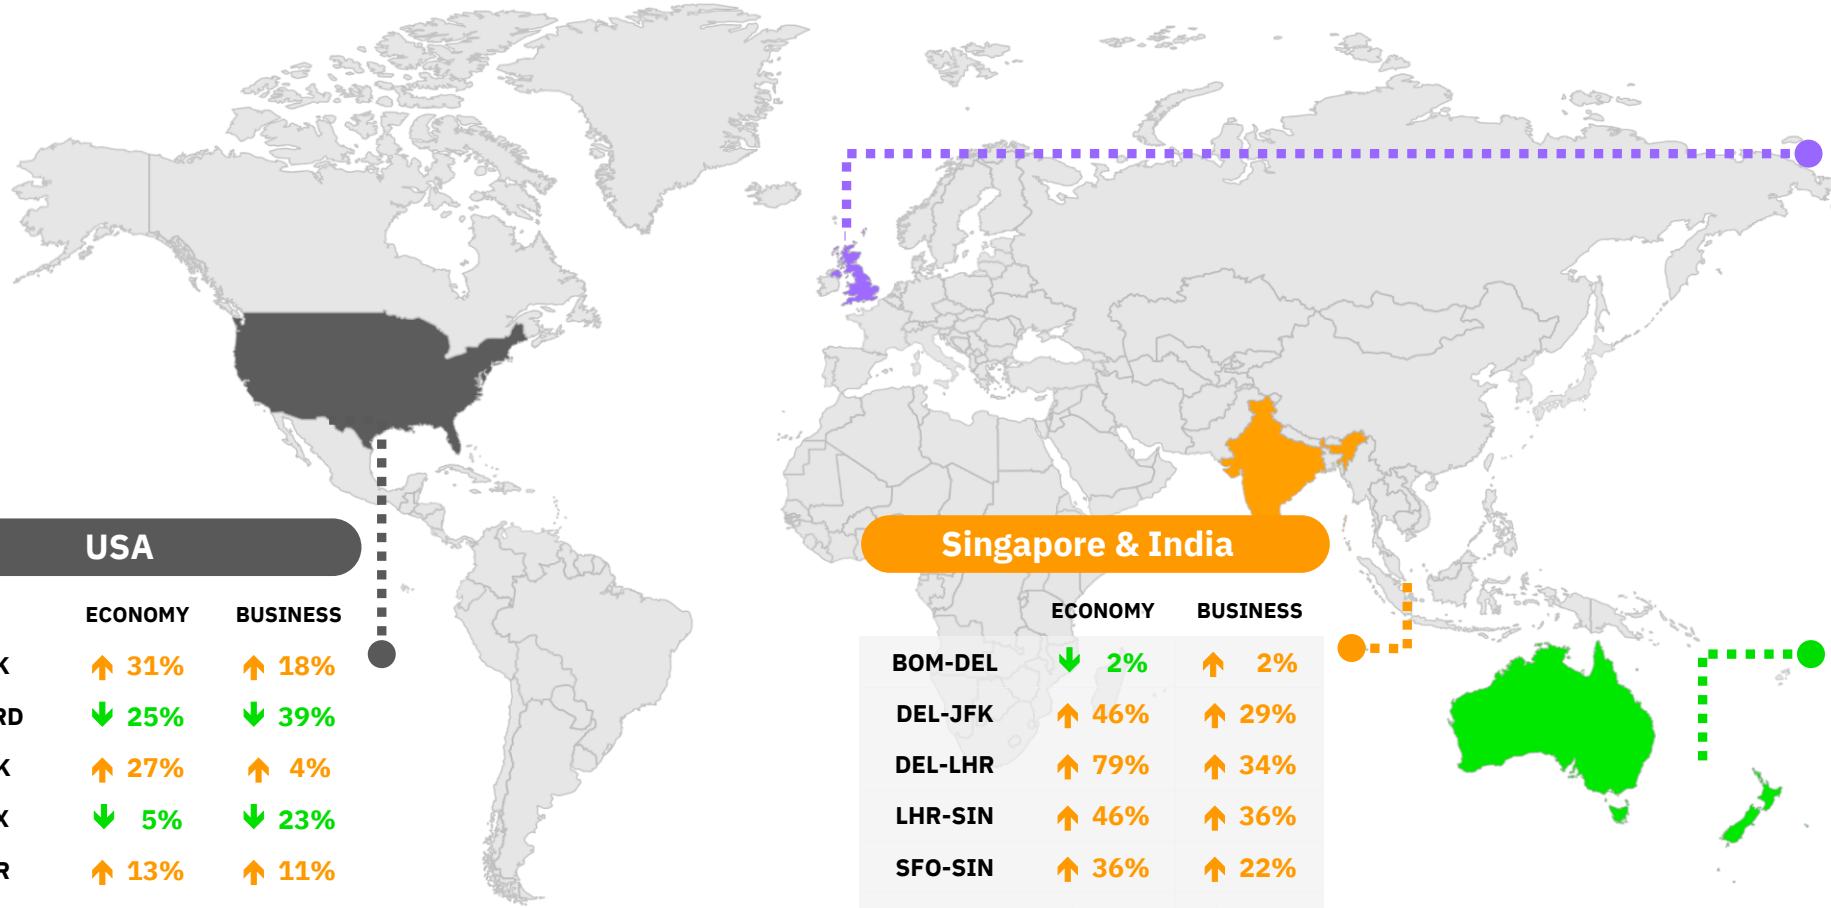 USA
ECONOMY BUSINESS
K 31% 18%
RD 25% 39%
K 27% 4%
X 5% 23%
R 13% 11%
Singapore & India
ECONOMY BUSINESS
BOM-DEL 2% 2%
DEL-JFK 46% 29%
DEL-LHR 79% 34%
LHR-SIN 46% 36%
SFO-SIN 36% 22%